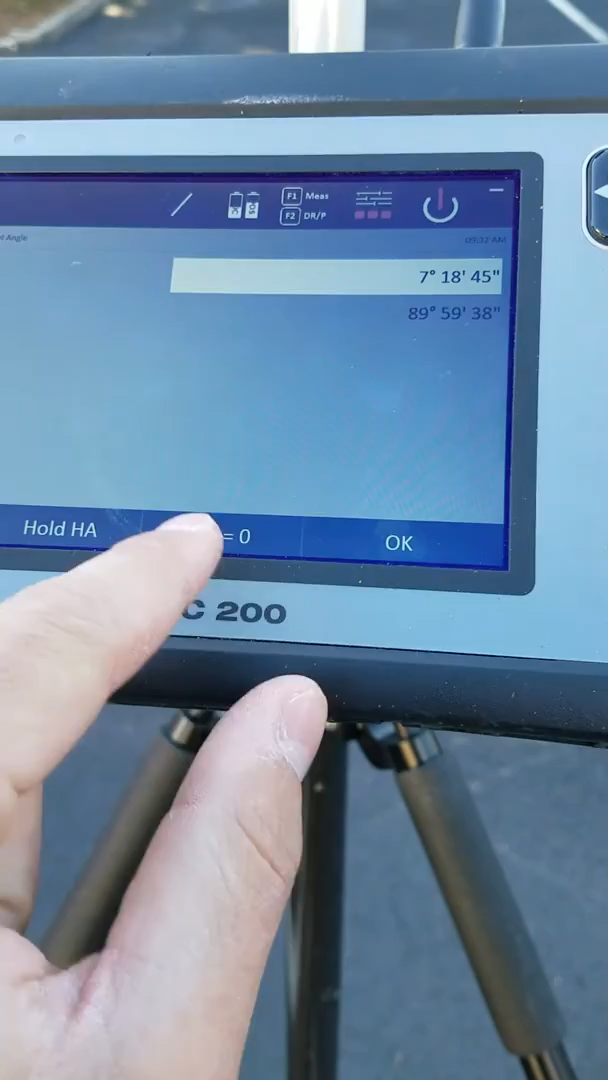 F1 Meas
F2 DR/P
Angle
09:32 AM
7° 18' 45"
89° 59' 38"
Hold HA
= 0
OK
C 200